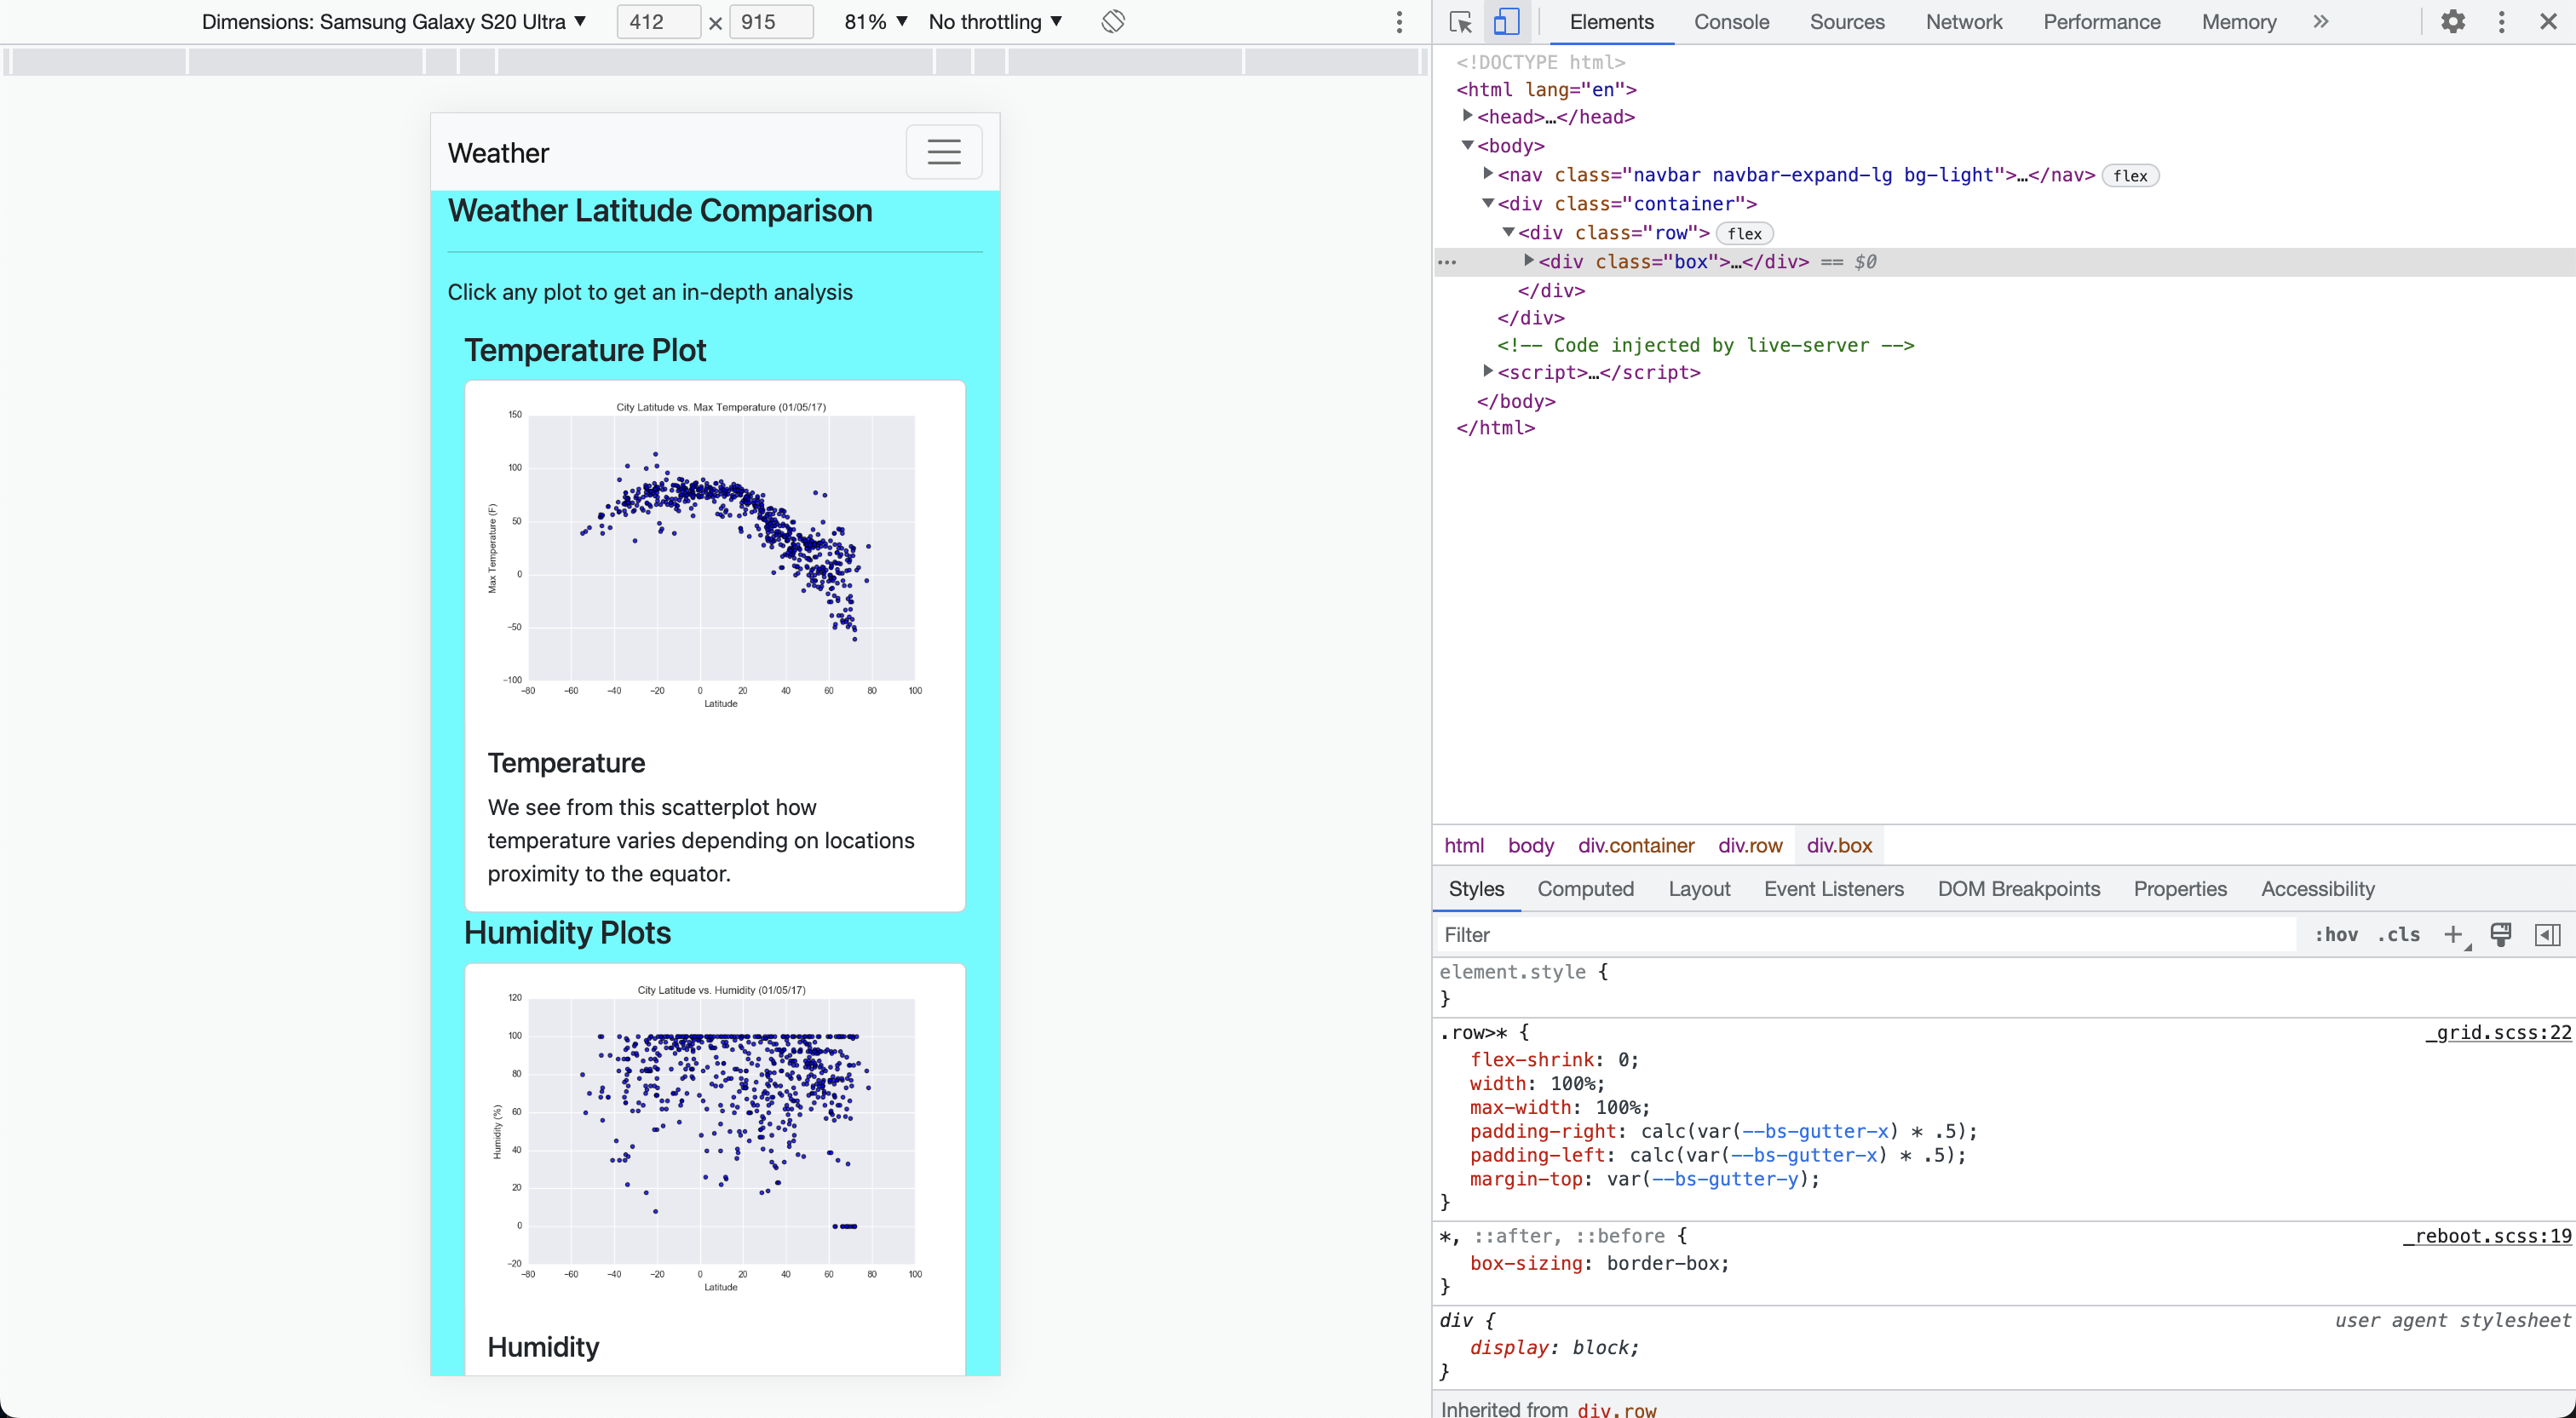 Dimensions: Samsung Galaxy S20 Ultra ▼ 412 × 915 81% ▼ No throttling ▼
Weather
Weather Latitude Comparison
Click any plot to get an in-depth analysis
Temperature Plot
City Latitude vs. Max Temperature (01/05/17)
150
100
50
0
−50
−100
Max Temperature (F)
−80 −60 −40 −20 0 20 40 60 80 100
Latitude
Temperature
We see from this scatterplot how
temperature varies depending on locations
proximity to the equator.
Humidity Plots
City Latitude vs. Humidity (01/05/17)
120
100
80
60
40
20
0
−20
Humidity (%)
−80 −60 −40 −20 0 20 40 60 80 100
Latitude
Humidity
Elements Console Sources Network Performance Memory »
<!DOCTYPE html>
<html lang="en">
<head>…</head>
<body>
<nav class="navbar navbar-expand-lg bg-light">…</nav> flex
<div class="container">
<div class="row"> flex
… <div class="box">…</div> == $0
</div>
</div>
<!-- Code injected by live-server -->
<script>…</script>
</body>
</html>
html body div.container div.row div.box
Styles Computed Layout Event Listeners DOM Breakpoints Properties Accessibility
Filter :hov .cls +
element.style {
}
.row>* { _grid.scss:22
flex-shrink: 0;
width: 100%;
max-width: 100%;
padding-right: calc(var(--bs-gutter-x) * .5);
padding-left: calc(var(--bs-gutter-x) * .5);
margin-top: var(--bs-gutter-y);
}
*, ::after, ::before { _reboot.scss:19
box-sizing: border-box;
}
div { user agent stylesheet
display: block;
}
Inherited from div.row